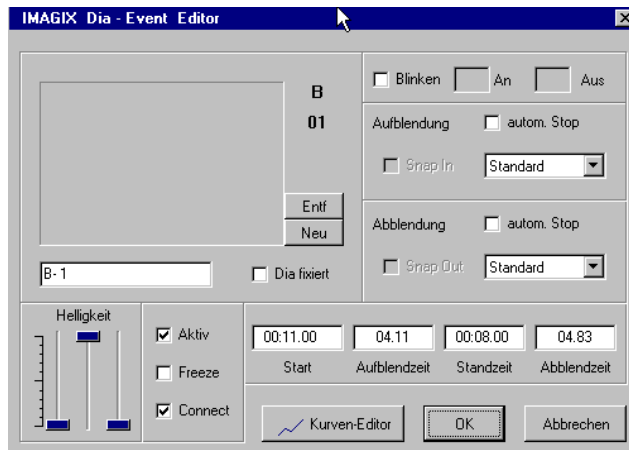 IMAGIX Dia - Event Editor
B
01
Entf
Neu
B- 1
Dia fixiert
Blinken An Aus
Aufblendung autom. Stop
Snap In Standard
Abblendung autom. Stop
Snap Out Standard
Helligkeit
Aktiv
Freeze
Connect
00:11.00 04.11 00:08.00 04.83
Start Aufblendzeit Standzeit Abblendzeit
Kurven-Editor OK Abbrechen